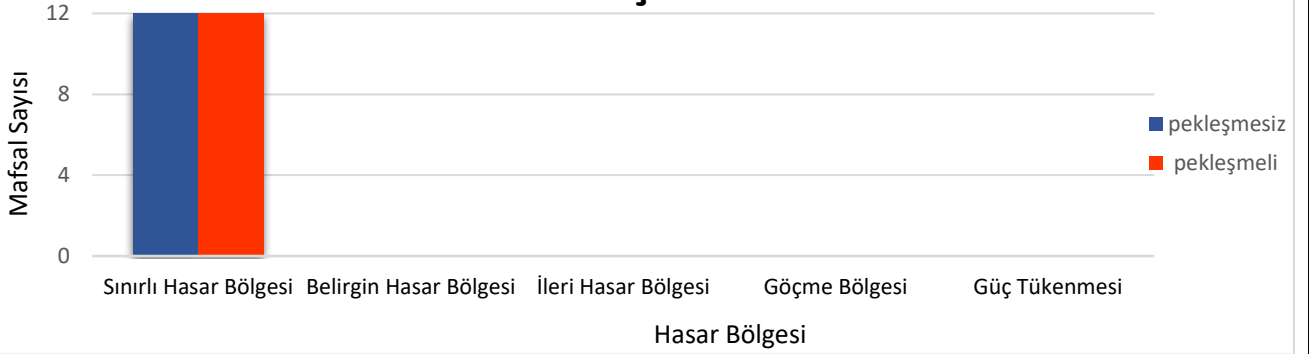 12
8
4
0
Mafsal Sayısı
pekleşmesiz
pekleşmeli
Sınırlı Hasar Bölgesi
Belirgin Hasar Bölgesi
İleri Hasar Bölgesi
Göçme Bölgesi
Güç Tükenmesi
Hasar Bölgesi